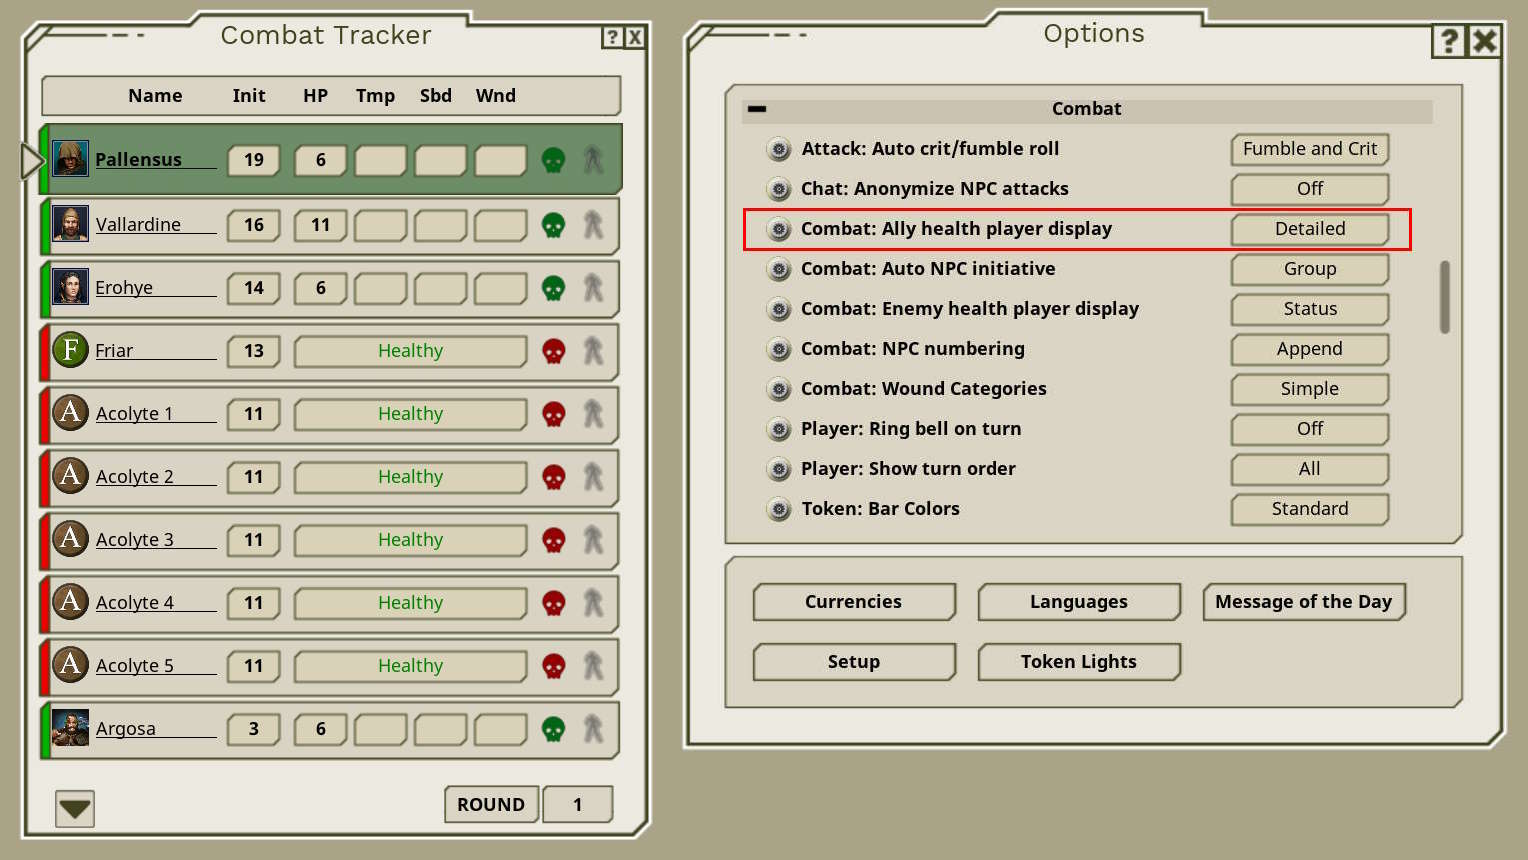 Combat Tracker
? X
Name Init HP Tmp Sbd Wnd
Pallensus 19 6
Vallardine 16 11
Erohye 14 6
F Friar 13 Healthy
A Acolyte 1 11 Healthy
A Acolyte 2 11 Healthy
A Acolyte 3 11 Healthy
A Acolyte 4 11 Healthy
A Acolyte 5 11 Healthy
Argosa 3 6
ROUND 1
Options
? X
Combat
Attack: Auto crit/fumble roll Fumble and Crit
Chat: Anonymize NPC attacks Off
Combat: Ally health player display Detailed
Combat: Auto NPC initiative Group
Combat: Enemy health player display Status
Combat: NPC numbering Append
Combat: Wound Categories Simple
Player: Ring bell on turn Off
Player: Show turn order All
Token: Bar Colors Standard
Currencies Languages Message of the Day
Setup Token Lights